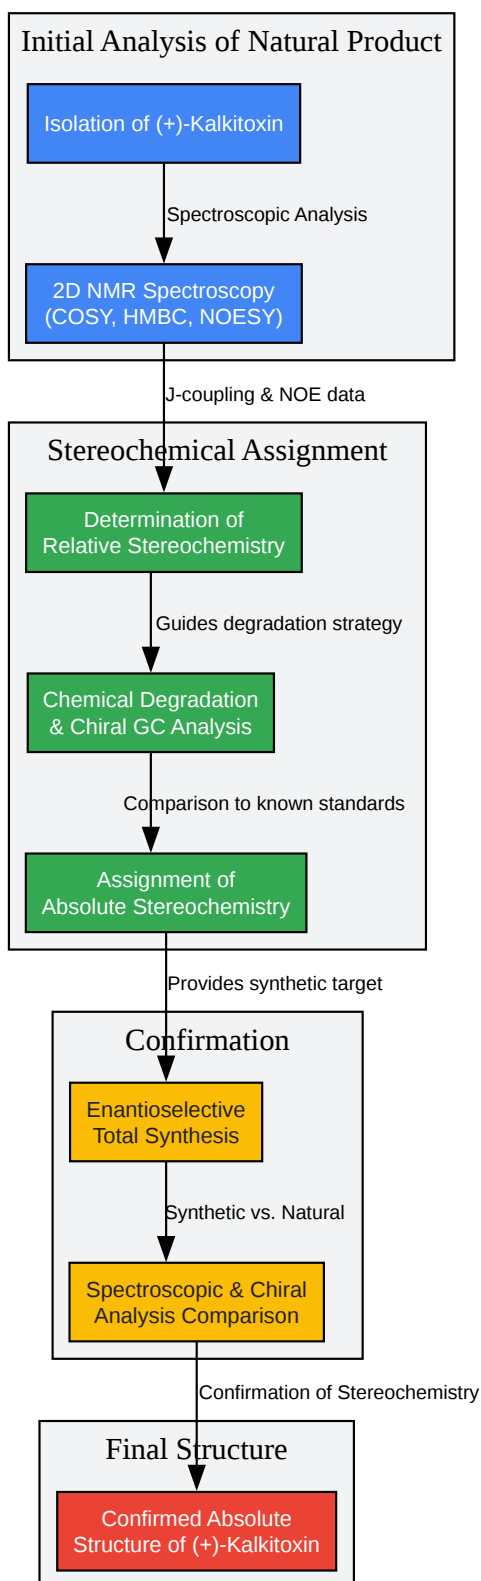 Initial Analysis of Natural Product
Isolation of (+)-Kalkitoxin
Spectroscopic Analysis
2D NMR Spectroscopy
(COSY, HMBC, NOESY)
J-coupling & NOE data
Stereochemical Assignment
Determination of
Relative Stereochemistry
Guides degradation strategy
Chemical Degradation
& Chiral GC Analysis
Comparison to known standards
Assignment of
Absolute Stereochemistry
Provides synthetic target
Confirmation
Enantioselective
Total Synthesis
Synthetic vs. Natural
Spectroscopic & Chiral
Analysis Comparison
Confirmation of Stereochemistry
Final Structure
Confirmed Absolute
Structure of (+)-Kalkitoxin